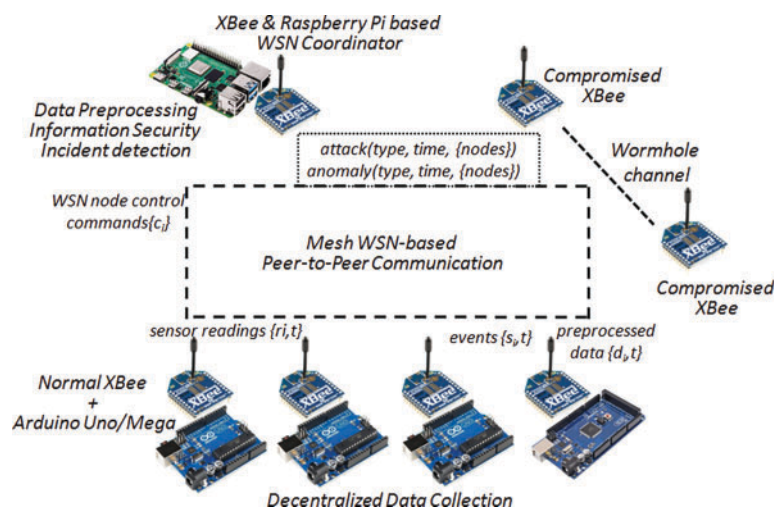 XBee & Raspberry Pi based
WSN Coordinator
Compromised
XBee
Data Preprocessing
Information Security
Incident detection
attack(type, time, {nodes})
anomaly(type, time, {nodes})
Wormhole
channel
WSN node control
commands{ci}
Mesh WSN-based
Peer-to-Peer Communication
Compromised
XBee
sensor readings {ri,t}
events {si,t}
preprocessed
data {di,t}
Normal XBee
+
Arduino Uno/Mega
Decentralized Data Collection